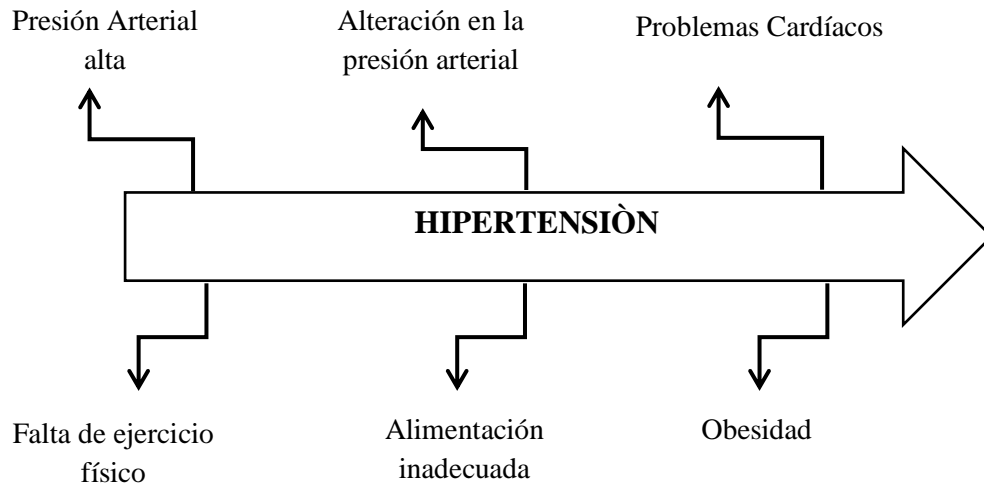 Presión Arterial
alta
Alteración en la
presión arterial
Problemas Cardíacos
HIPERTENSIÒN
Falta de ejercicio
físico
Alimentación
inadecuada
Obesidad